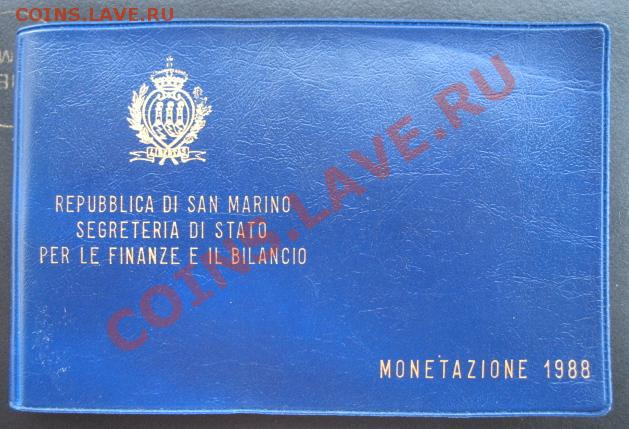 COINS.LAVE.RU
LIBERTAS
REPUBBLICA DI SAN MARINO
SEGRETERIA DI STATO
PER LE FINANZE E IL BILANCIO
COINS.LAVE.RU
MONETAZIONE 1988